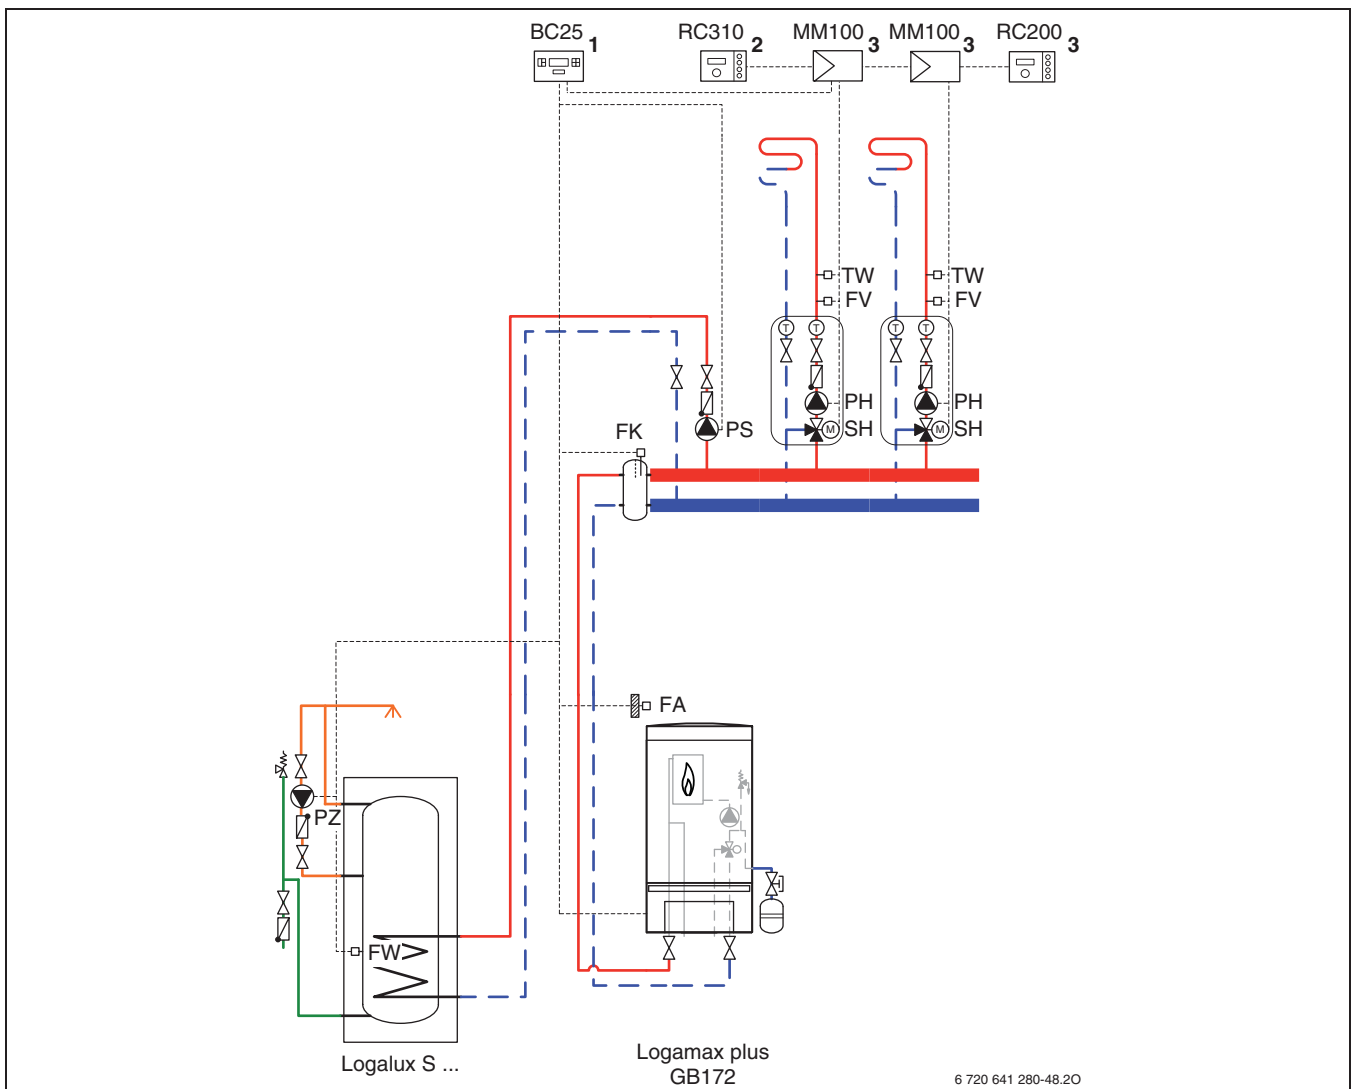 BC25 1 RC310 2 MM100 3 MM100 3 RC200 3
TW TW
FV FV
T T T T
PH PH
FK PS M SH M SH
FA
PZ
FW
Logalux S ...
Logamax plus
GB172
6 720 641 280-48.2O